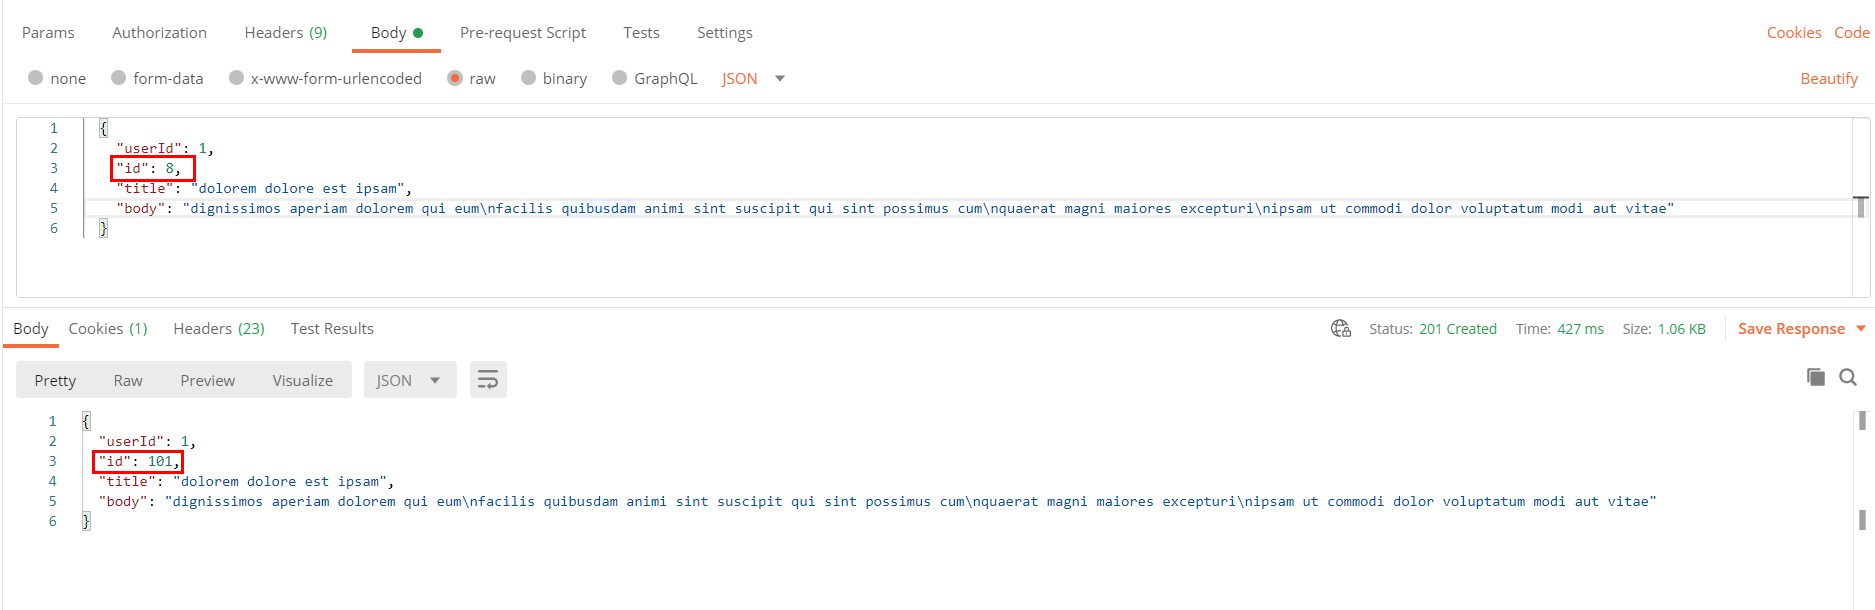 Params Authorization Headers (9) Body Pre-request Script Tests Settings Cookies Code
none form-data x-www-form-urlencoded raw binary GraphQL JSON Beautify
1 {
2 "userId": 1,
3 "id": 8,
4 "title": "dolorem dolore est ipsam",
5 "body": "dignissimos aperiam dolorem qui eum\nfacilis quibusdam animi sint suscipit qui sint possimus cum\nquaerat magni maiores excepturi\nipsam ut commodi dolor voluptatum modi aut vitae"
6 }
Body Cookies (1) Headers (23) Test Results Status: 201 Created Time: 427 ms Size: 1.06 KB Save Response
Pretty Raw Preview Visualize JSON
1 {
2 "userId": 1,
3 "id": 101,
4 "title": "dolorem dolore est ipsam",
5 "body": "dignissimos aperiam dolorem qui eum\nfacilis quibusdam animi sint suscipit qui sint possimus cum\nquaerat magni maiores excepturi\nipsam ut commodi dolor voluptatum modi aut vitae"
6 }